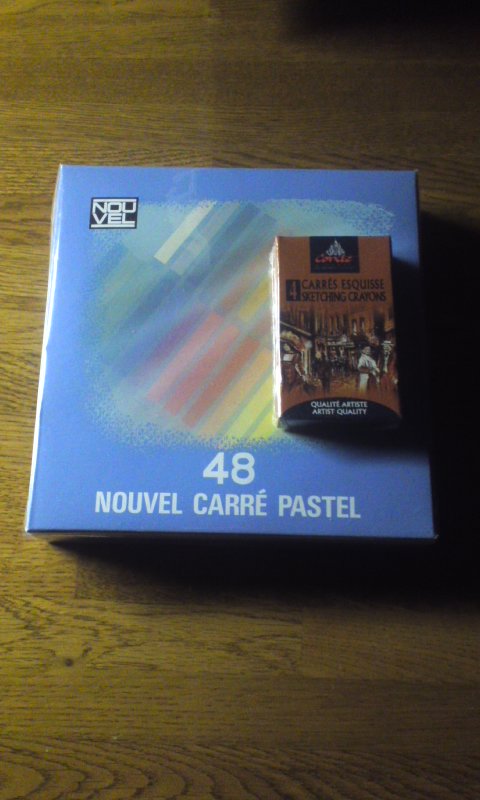 NOU
VEL
Conté
4 CARRÉS ESQUISSE
SKETCHING CRAYONS
QUALITÉ ARTISTE
ARTIST QUALITY
48
NOUVEL CARRÉ PASTEL